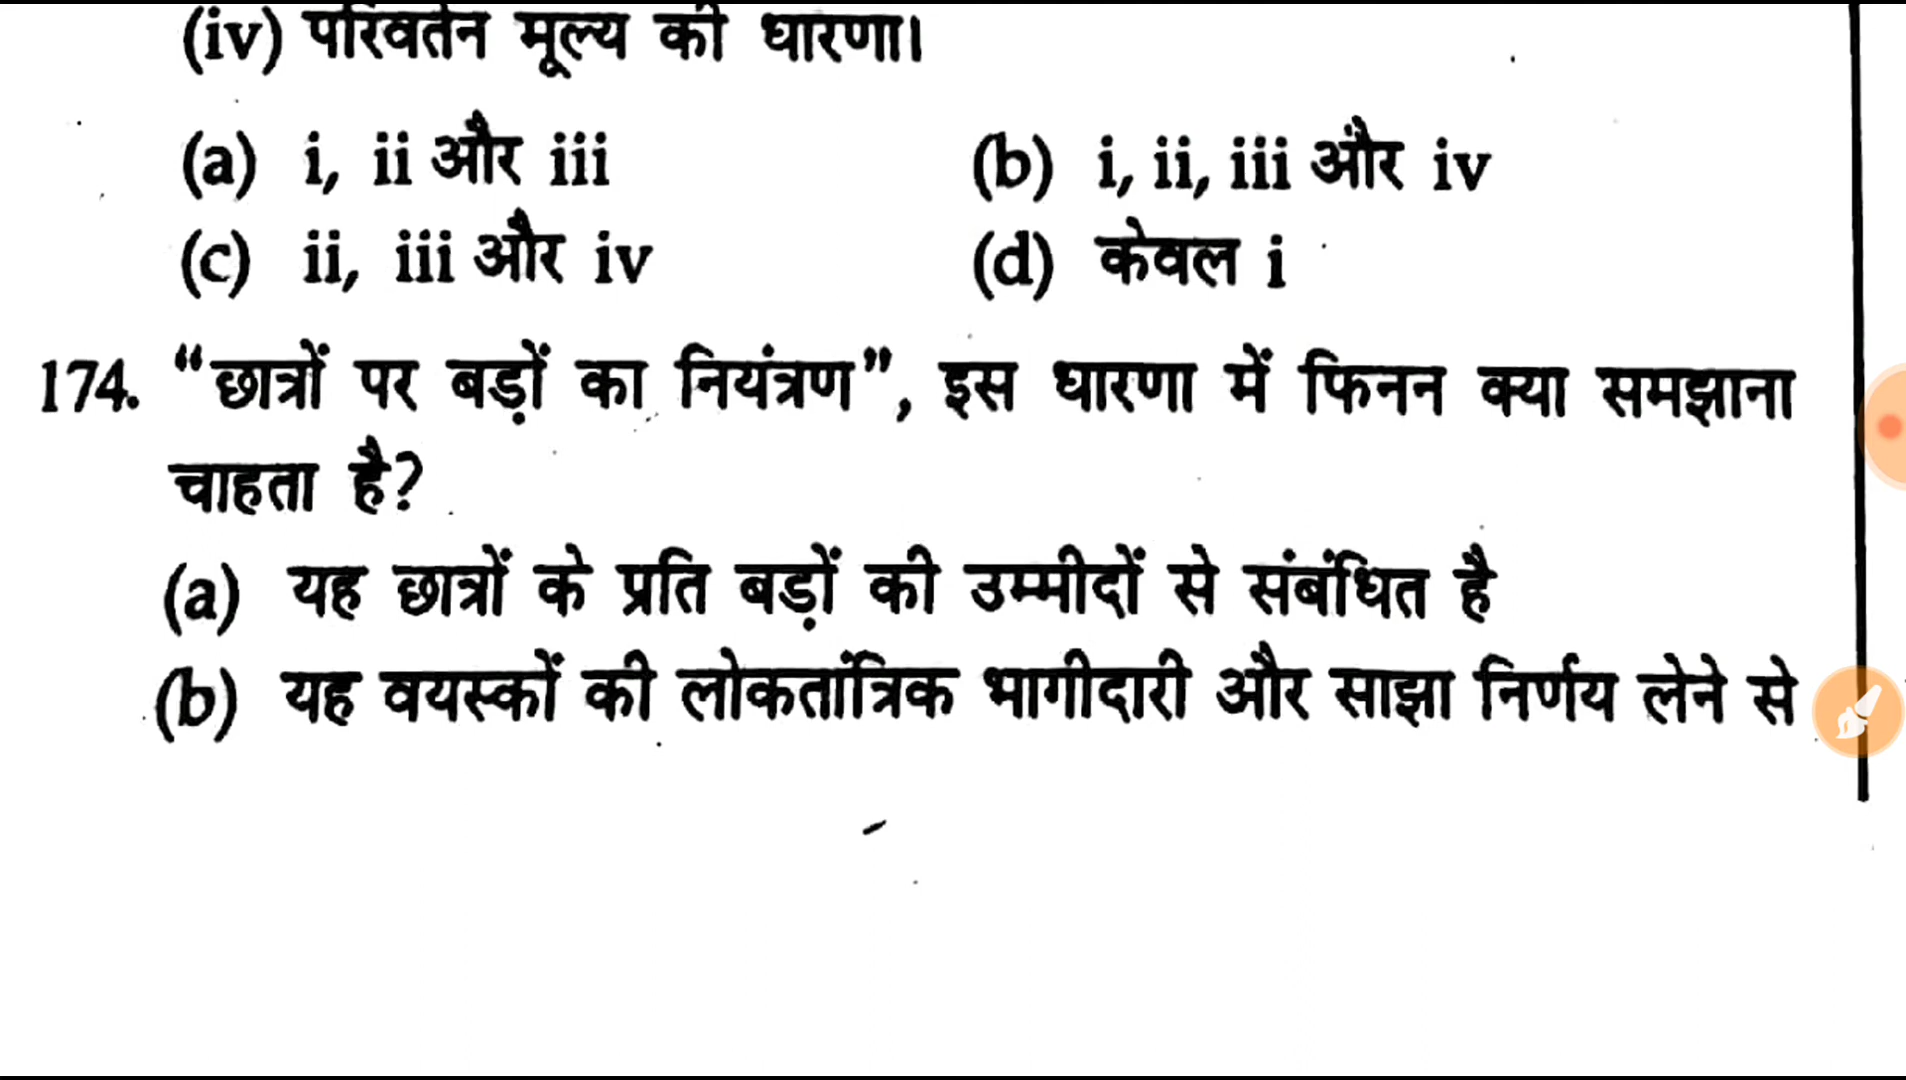 (iv) परिवर्तन मूल्य की धारणा।
(a) i, ii और iii (b) i, ii, iii और iv
(c) ii, iii और iv (d) केवल i
174. “छात्रों पर बड़ों का नियंत्रण”, इस धारणा में फिनन क्या समझाना
चाहता है?
(a) यह छात्रों के प्रति बड़ों की उम्मीदों से संबंधित है
(b) यह वयस्कों की लोकतांत्रिक भागीदारी और साझा निर्णय लेने से